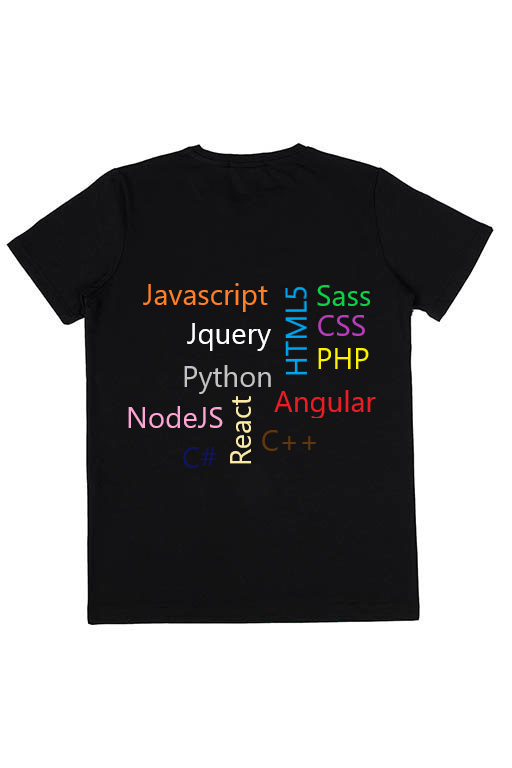 Javascript
HTML5
Sass
CSS
Jquery
PHP
Python
Angular
NodeJS
React
C++
C#